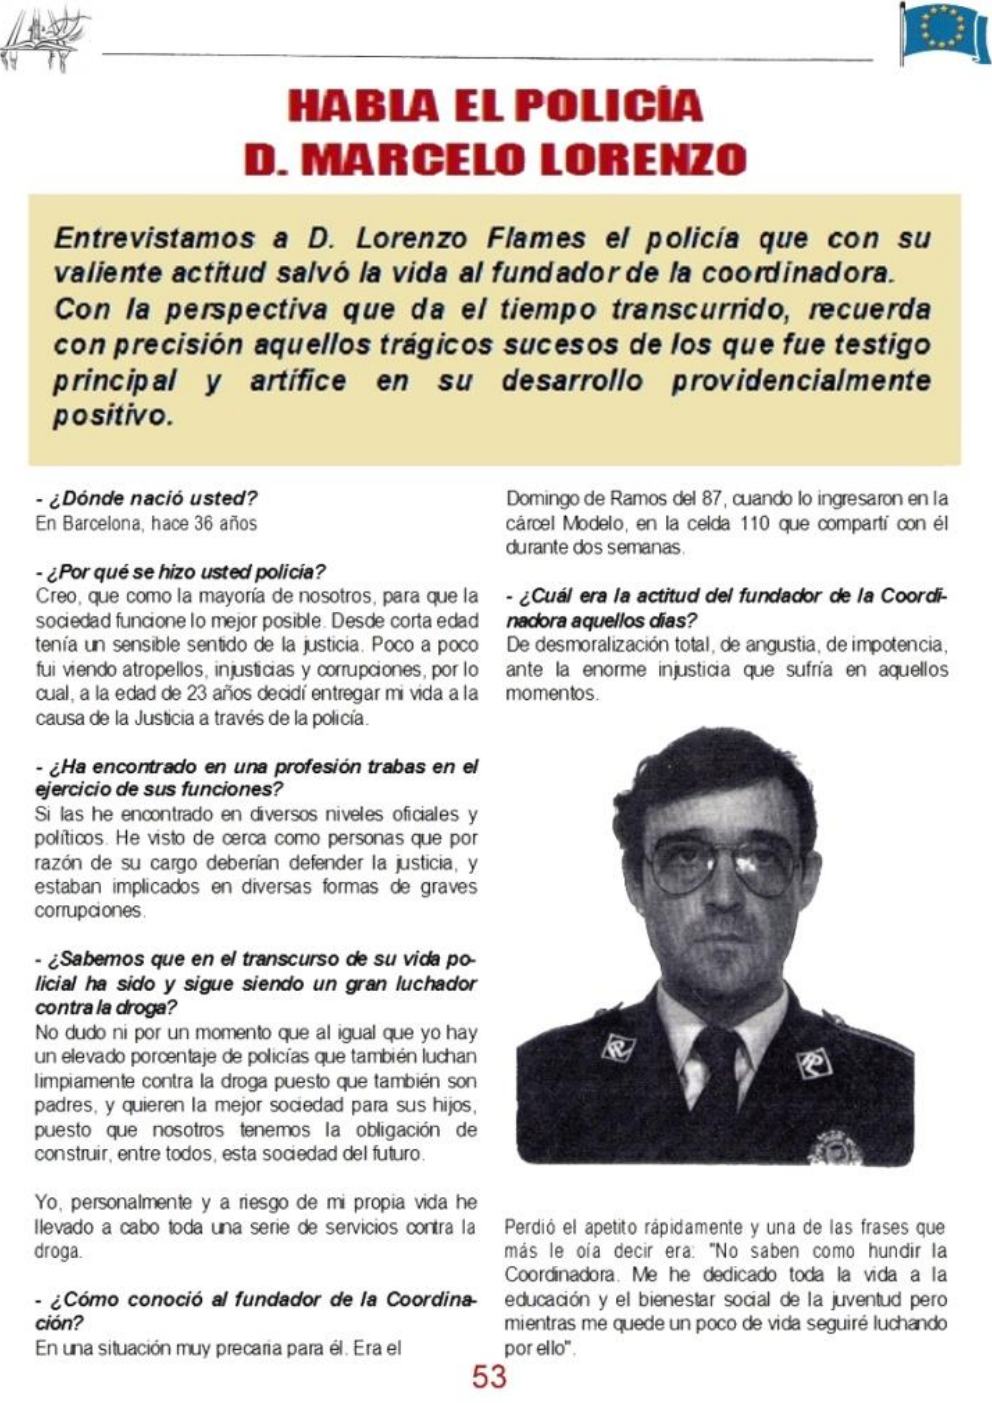 HABLA EL POLICÍA
D. MARCELO LORENZO
Entrevistamos a D. Lorenzo Flames el policía que con su
valiente actitud salvó la vida al fundador de la coordinadora.
Con la perspectiva que da el tiempo transcurrido, recuerda
con precisión aquellos trágicos sucesos de los que fue testigo
principal y artífice en su desarrollo providencialmente
positivo.
- ¿Dónde nació usted?
En Barcelona, hace 36 años
- ¿Por qué se hizo usted policía?
Creo, que como la mayoría de nosotros, para que la
sociedad funcione lo mejor posible. Desde corta edad
tenía un sensible sentido de la justicia. Poco a poco
fui viendo atropellos, injusticias y corrupciones, por lo
cual, a la edad de 23 años decidí entregar mi vida a la
causa de la Justicia a través de la policía.
- ¿Ha encontrado en una profesión trabas en el
ejercicio de sus funciones?
Si las he encontrado en diversos niveles oficiales y
políticos. He visto de cerca como personas que por
razón de su cargo deberían defender la justicia, y
estaban implicados en diversas formas de graves
corrupciones.
- ¿Sabemos que en el transcurso de su vida po-
licial ha sido y sigue siendo un gran luchador
contra la droga?
No dudo ni por un momento que al igual que yo hay
un elevado porcentaje de policías que también luchan
limpiamente contra la droga puesto que también son
padres, y quieren la mejor sociedad para sus hijos,
puesto que nosotros tenemos la obligación de
construir, entre todos, esta sociedad del futuro.
Yo, personalmente y a riesgo de mi propia vida he
llevado a cabo toda una serie de servicios contra la
droga.
- ¿Cómo conoció al fundador de la Coordina-
ción?
En una situación muy precaria para él. Era el
Domingo de Ramos del 87, cuando lo ingresaron en la
cárcel Modelo, en la celda 110 que compartí con él
durante dos semanas.
- ¿Cuál era la actitud del fundador de la Coordi-
nadora aquellos días?
De desmoralización total, de angustia, de impotencia,
ante la enorme injusticia que sufría en aquellos
momentos.
Perdió el apetito rápidamente y una de las frases que
más le oía decir era: "No saben como hundir la
Coordinadora. Me he dedicado toda la vida a la
educación y el bienestar social de la juventud pero
mientras me quede un poco de vida seguiré luchando
por ello".
53